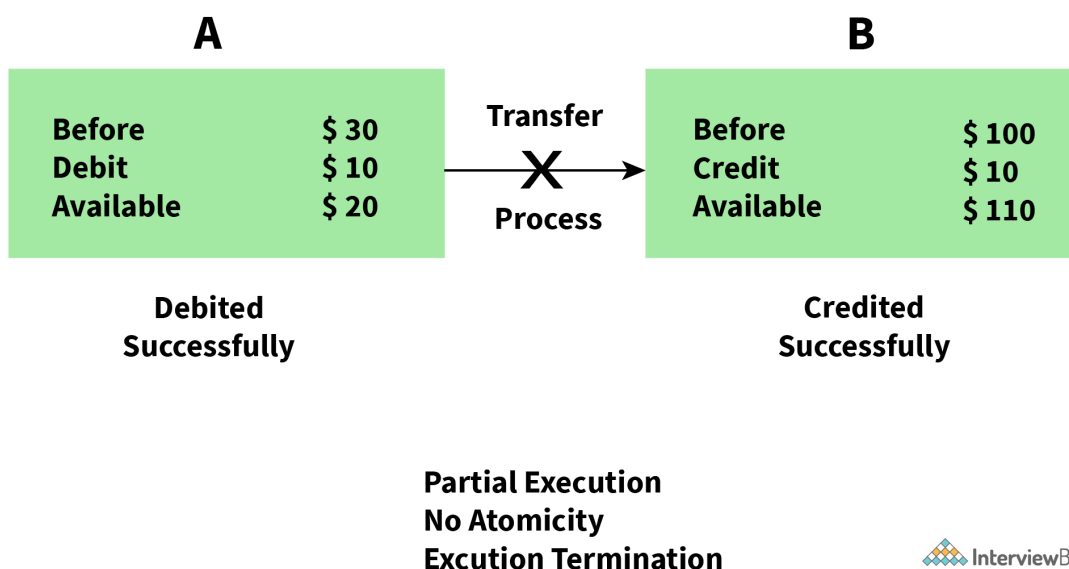 A
B
Before $ 30
Debit $ 10
Available $ 20
Transfer
X
Process
Before $ 100
Credit $ 10
Available $ 110
Debited
Successfully
Credited
Successfully
Partial Execution
No Atomicity
Excution Termination
InterviewB